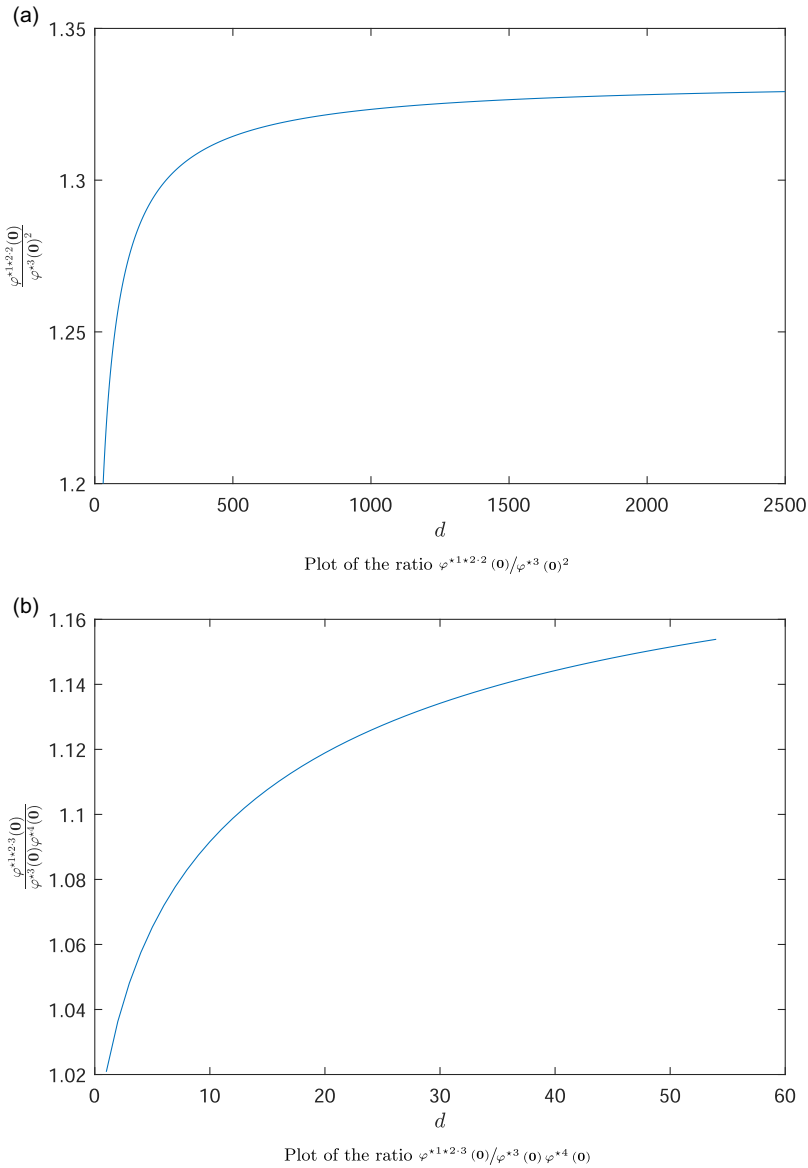 (a)
1.35
1.3
1.25
1.2
φ^{⋆1⋆2·2}(0)
φ^{⋆3}(0)^2
0 500 1000 1500 2000 2500
d
Plot of the ratio φ^{⋆1⋆2·2}(0)/φ^{⋆3}(0)^2
(b)
1.16
1.14
1.12
1.1
1.08
1.06
1.04
1.02
φ^{⋆1⋆2·3}(0)
φ^{⋆3}(0)φ^{⋆4}(0)
0 10 20 30 40 50 60
d
Plot of the ratio φ^{⋆1⋆2·3}(0)/φ^{⋆3}(0) φ^{⋆4}(0)